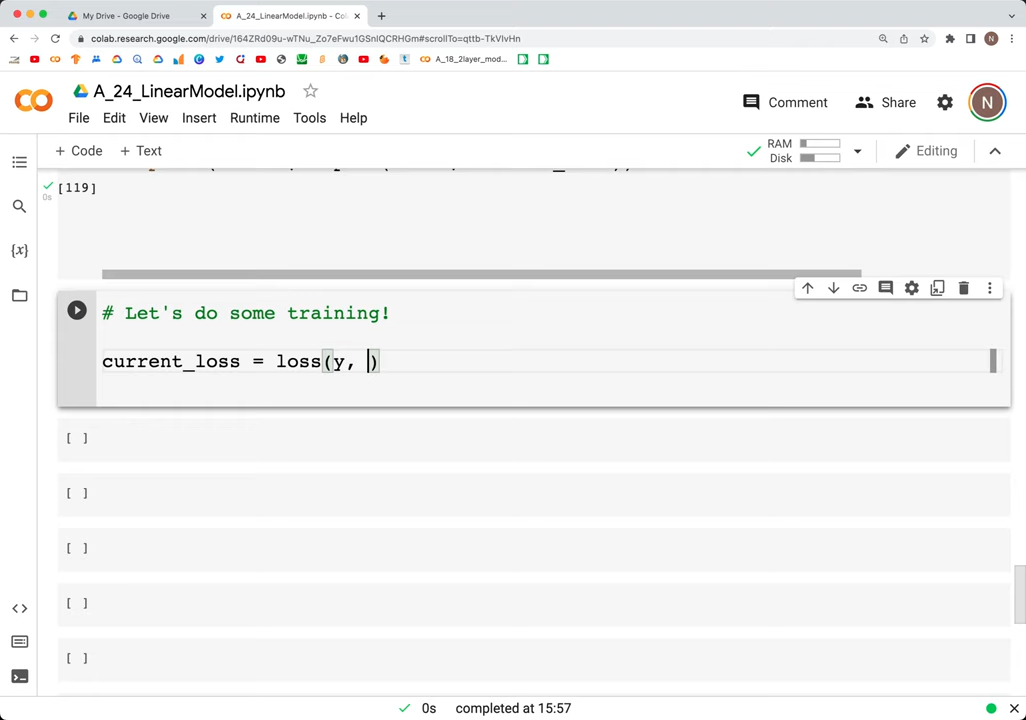 My Drive - Google Drive
A_24_LinearModel.ipynb - Col
colab.research.google.com/drive/164ZRd09u-wTNu_Zo7eFwu1GSnIQCRHGm#scrollTo=qttb-TkVIvHn
N
A_18_2layer_mod...
A_24_LinearModel.ipynb
Comment
Share
N
File Edit View Insert Runtime Tools Help
+ Code + Text
RAM
Disk
Editing
[119]
0s
{x}
# Let's do some training!
current_loss = loss(y, )
[ ]
[ ]
[ ]
[ ]
[ ]
0s completed at 15:57